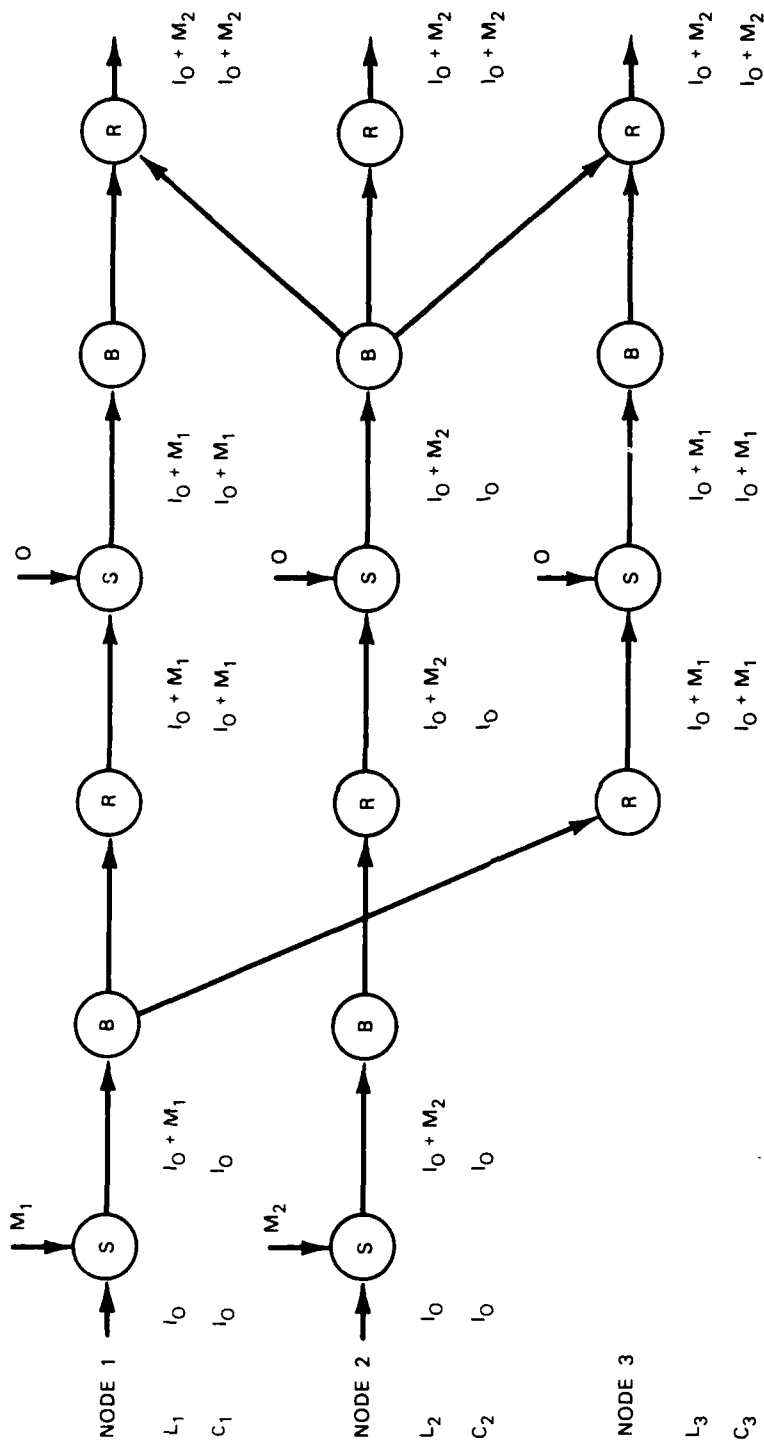 M₁ O
NODE 1 S B R S B R
L₁ I₀ I₀ + M₁ I₀ + M₁ I₀ + M₁ I₀ + M₂
C₁ I₀ I₀ I₀ + M₁ I₀ + M₁ I₀ + M₂
M₂ O
NODE 2 S B R S B R
L₂ I₀ I₀ + M₂ I₀ + M₂ I₀ + M₂ I₀ + M₂
C₂ I₀ I₀ I₀ I₀ I₀ + M₂
O
NODE 3 R S B R
L₃ I₀ + M₁ I₀ + M₁ I₀ + M₂
C₃ I₀ + M₁ I₀ + M₁ I₀ + M₂